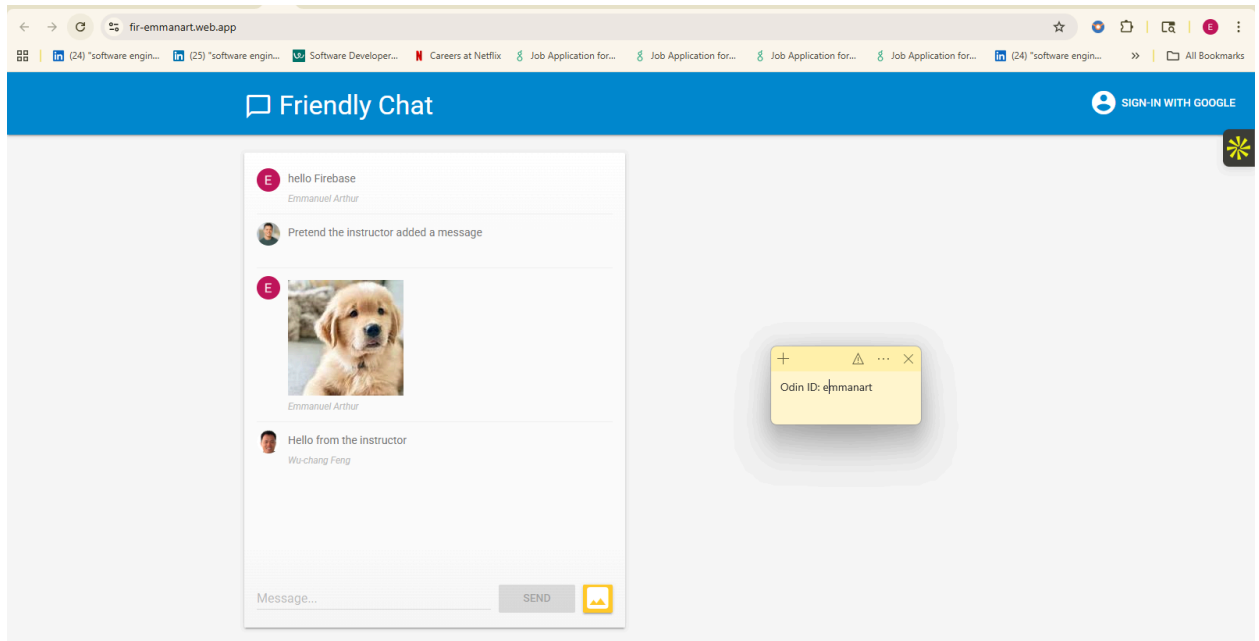 fir-emmanart.web.app
E
(24) "software engin...
(25) "software engin...
Software Developer...
Careers at Netflix
Job Application for...
Job Application for...
Job Application for...
Job Application for...
(24) "software engin...
All Bookmarks
Friendly Chat
SIGN-IN WITH GOOGLE
E
hello Firebase
Emmanuel Arthur
Pretend the instructor added a message
E
Emmanuel Arthur
Hello from the instructor
Wu-chang Feng
Odin ID: emmanart
Message...
SEND